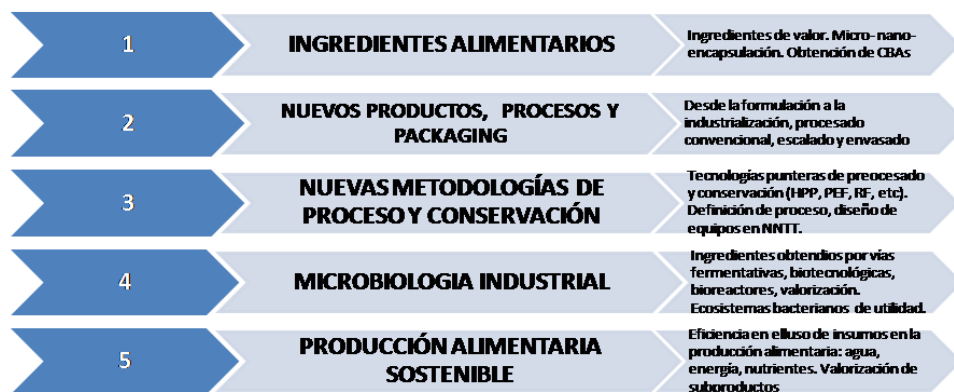 1
INGREDIENTES ALIMENTARIOS
Ingredientes de valor. Micro- nano-
encapsulación. Obtención de CBAs
2
NUEVOS PRODUCTOS, PROCESOS Y
PACKAGING
Desde la formulación a la
industrialización, procesado
convencional, escalado y envasado
3
NUEVAS METODOLOGÍAS DE
PROCESO Y CONSERVACIÓN
Tecnologías punteras de preocesado
y conservación (HPP, PEF, RF, etc).
Definición de proceso, diseño de
equipos en NNTT.
4
MICROBIOLOGIA INDUSTRIAL
Ingredientes obtendios por vías
fermentativas, biotecnológicas,
bioreactores, valorización.
Ecosistemas bacterianos de utilidad.
5
PRODUCCIÓN ALIMENTARIA
SOSTENIBLE
Eficiencia en elluso de insumos en la
producción alimentaria: agua,
energía, nutrientes. Valorización de
subproductos